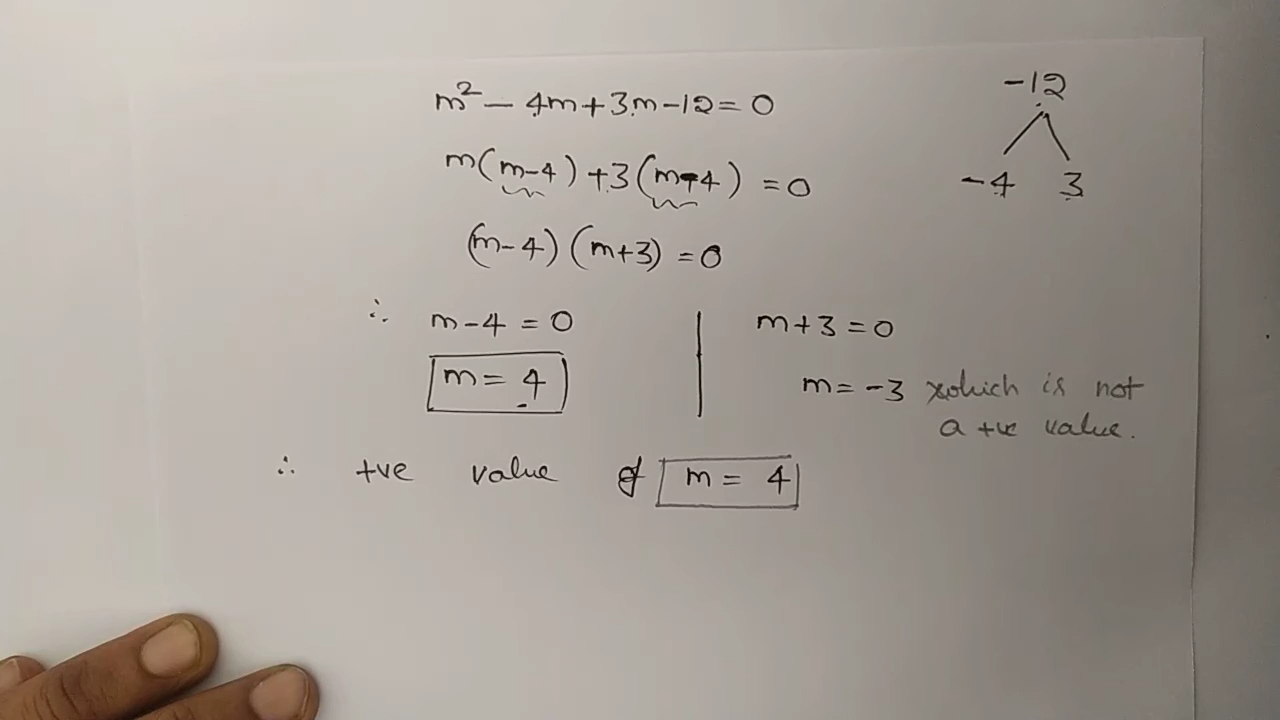 m² - 4m + 3m - 12 = 0
m(m-4) + 3(m-4) = 0
(m-4)(m+3) = 0
∴ m-4 = 0
m = 4
m+3 = 0
m = -3 which is not
a +ve value.
∴ +ve value of m = 4
-12
-4 3